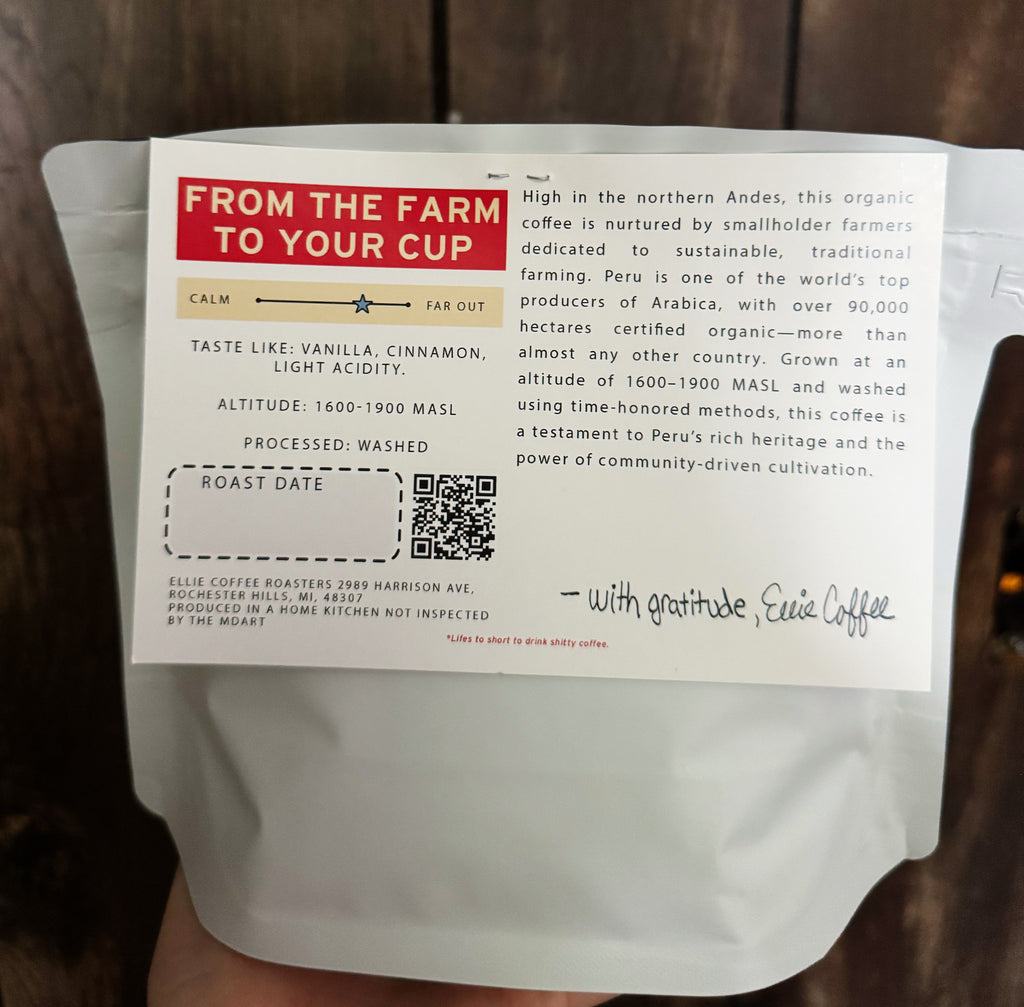 FROM THE FARM
TO YOUR CUP
CALM
FAR OUT
TASTE LIKE: VANILLA, CINNAMON,
LIGHT ACIDITY.
ALTITUDE: 1600-1900 MASL
PROCESSED: WASHED
ROAST DATE
ELLIE COFFEE ROASTERS 2989 HARRISON AVE,
ROCHESTER HILLS, MI, 48307
PRODUCED IN A HOME KITCHEN NOT INSPECTED
BY THE MDART
*Lifes to short to drink shitty coffee.
High in the northern Andes, this organic
coffee is nurtured by smallholder farmers
dedicated to sustainable, traditional
farming. Peru is one of the world's top
producers of Arabica, with over 90,000
hectares certified organic—more than
almost any other country. Grown at an
altitude of 1600–1900 MASL and washed
using time-honored methods, this coffee is
a testament to Peru's rich heritage and the
power of community-driven cultivation.
– with gratitude, Ellie Coffee